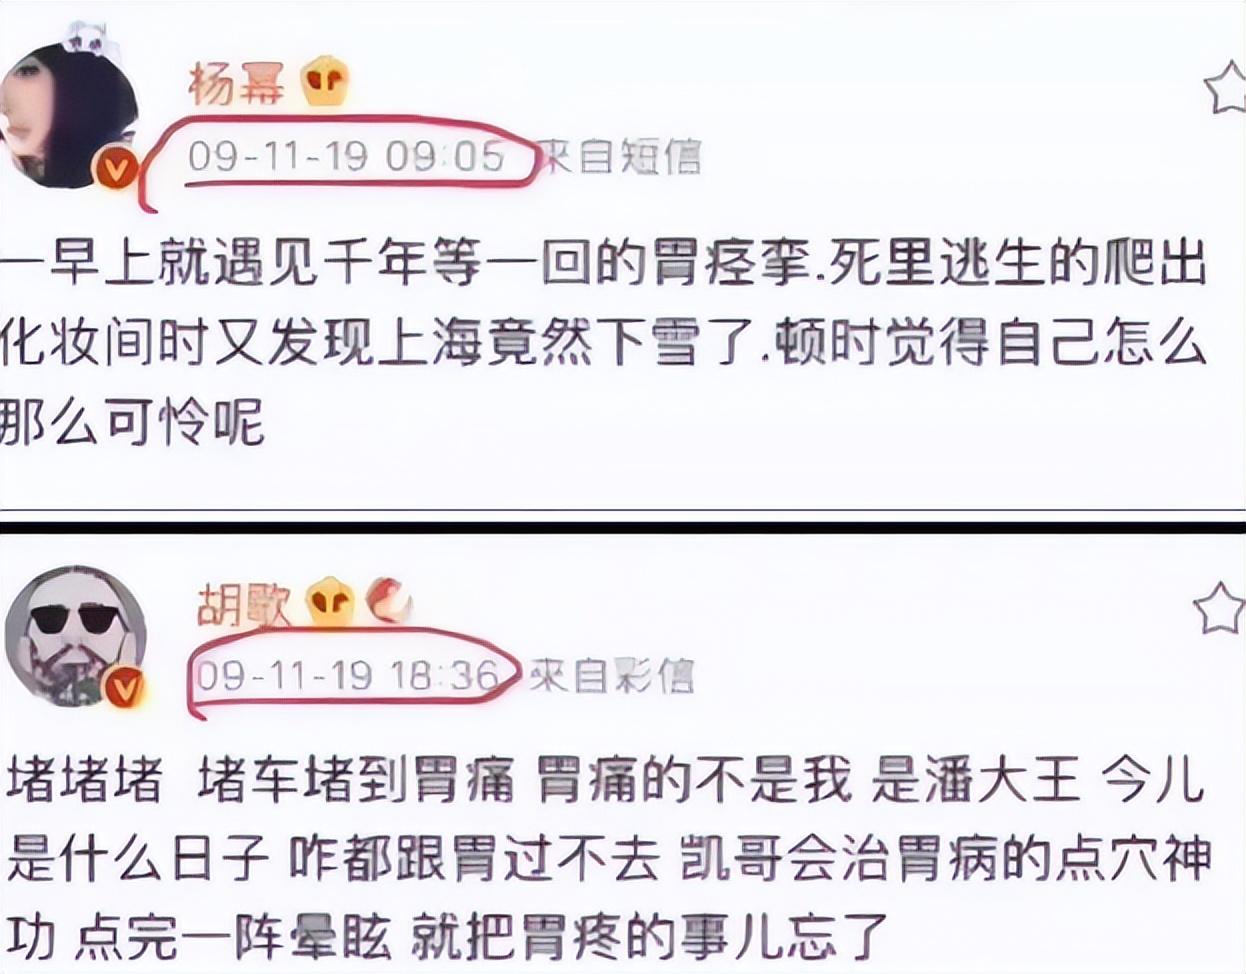 杨幂
09-11-19 09:05 来自短信
一早上就遇见千年等一回的胃痉挛.死里逃生的爬出
化妆间时又发现上海竟然下雪了.顿时觉得自己怎么
那么可怜呢
胡歌
09-11-19 18:36 来自彩信
堵堵堵 堵车堵到胃痛 胃痛的不是我 是潘大王 今儿
是什么日子 咋都跟胃过不去 凯哥会治胃病的点穴神
功 点完一阵晕眩 就把胃疼的事儿忘了